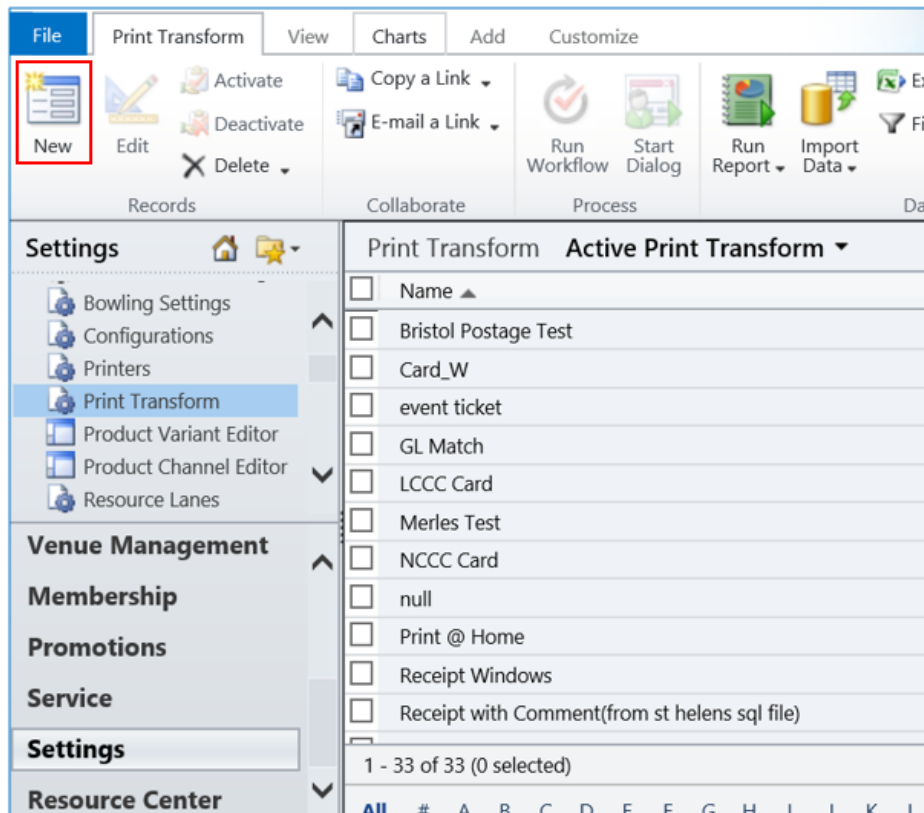 File Print Transform View Charts Add Customize
New
Edit
Activate
Deactivate
Delete
Records
Copy a Link
E-mail a Link
Collaborate
Run Workflow
Start Dialog
Process
Run Report
Import Data
Settings
Bowling Settings
Configurations
Printers
Print Transform
Product Variant Editor
Product Channel Editor
Resource Lanes
Venue Management
Membership
Promotions
Service
Settings
Resource Center
Print Transform Active Print Transform
Name
Bristol Postage Test
Card_W
event ticket
GL Match
LCCC Card
Merles Test
NCCC Card
null
Print @ Home
Receipt Windows
Receipt with Comment(from st helens sql file)
1 - 33 of 33 (0 selected)
All # A B C D E F G H I J K L